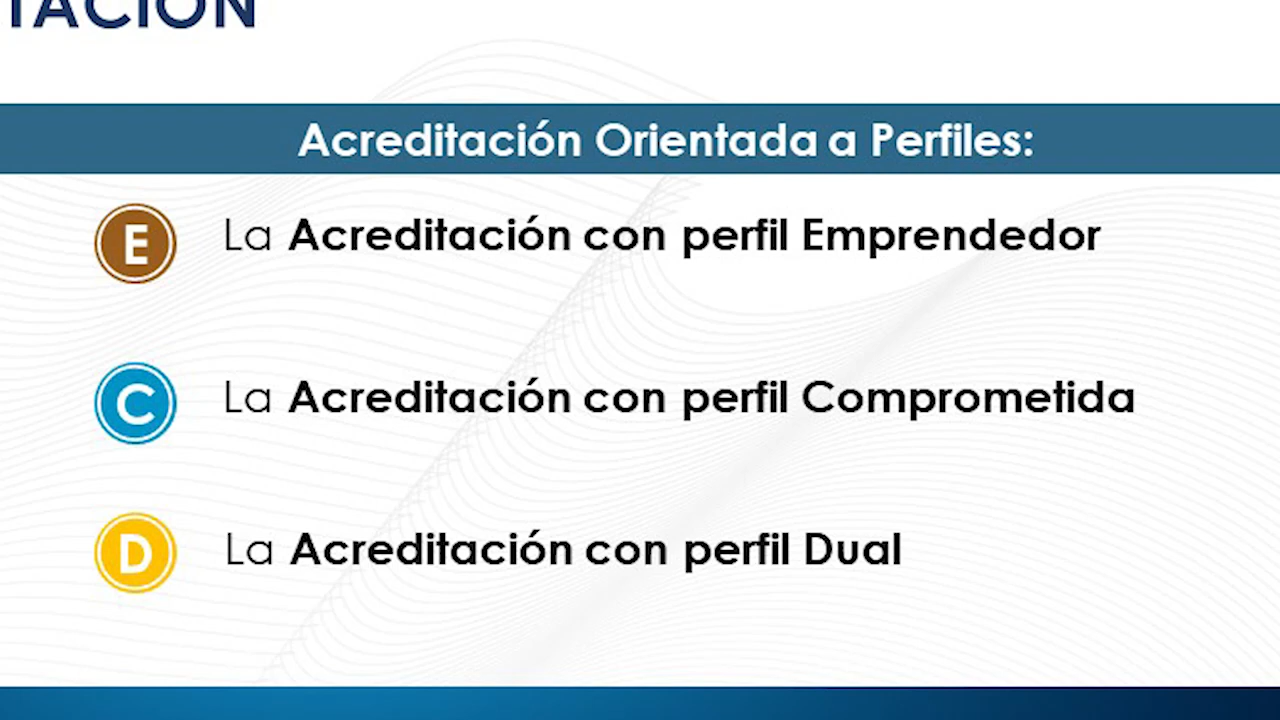 TACIÓN
Acreditación Orientada a Perfiles:
E La Acreditación con perfil Emprendedor
C La Acreditación con perfil Comprometida
D La Acreditación con perfil Dual